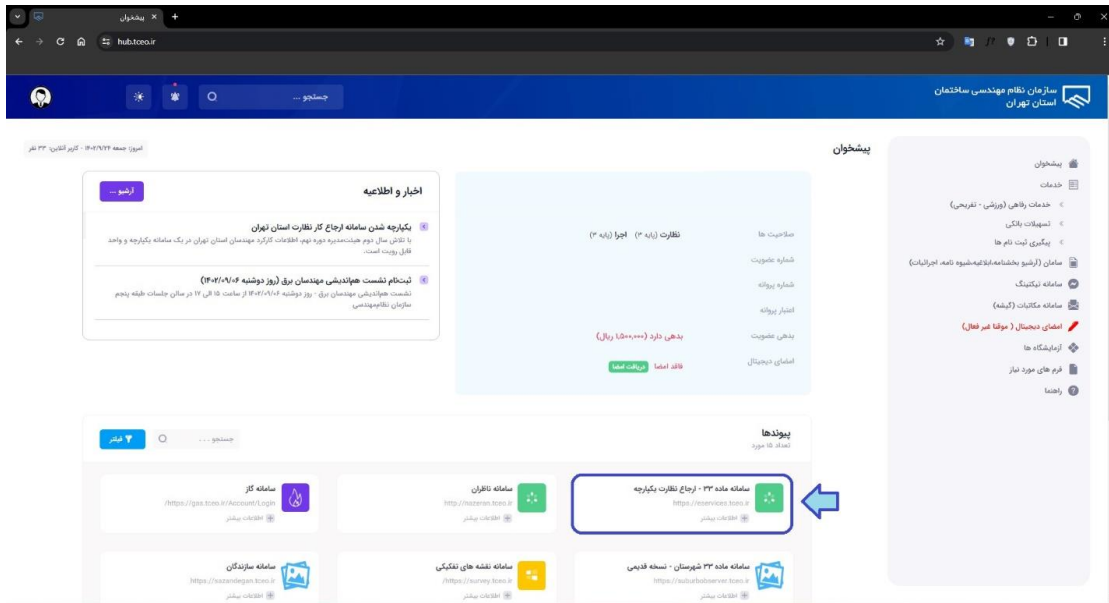 پیشخوان
hub.tceo.ir
سازمان نظام مهندسی ساختمان
استان تهران
جستجو ...
پیشخوان
خدمات
خدمات رفاهی (ورزشی - تفریحی)
تسهیلات بانکی
پیگیری ثبت نام ها
سامان (آرشیو بخشنامه،ابلاغیه،شیوه نامه، اجرائیات)
سامانه تیکتینگ
سامانه مکاتبات (گیشه)
امضای دیجیتال ( موقتا غیر فعال)
آزمایشگاه ها
فرم های مورد نیاز
راهنما
پیشخوان
امروز: جمعه ۱۴۰۲/۹/۲۴ - کاربر آنلاین: ۳۳ نفر
صلاحیت ها نظارت (پایه ۳) اجرا (پایه ۳)
شماره عضویت
شماره پروانه
اعتبار پروانه
بدهی عضویت بدهی دارد (۱,۵۰۰,۰۰۰ ریال)
امضای دیجیتال فاقد امضا دریافت امضا
اخبار و اطلاعیه
آرشیو ...
یکپارچه شدن سامانه ارجاع کار نظارت استان تهران
با تلاش سال دوم هیئت‌مدیره دوره نهم، اطلاعات کارکرد مهندسان استان تهران در یک سامانه یکپارچه و واحد
قابل رویت است.
ثبت‌نام نشست هم‌اندیشی مهندسان برق (روز دوشنبه ۱۴۰۲/۰۹/۰۶)
نشست هم‌اندیشی مهندسان برق - روز دوشنبه ۱۴۰۲/۰۹/۰۶ از ساعت ۱۵ الی ۱۷ در سالن جلسات طبقه پنجم
سازمان نظام‌مهندسی
پیوندها
تعداد ۱۵ مورد
جستجو ...
فیلتر
سامانه ماده ۳۳ - ارجاع نظارت یکپارچه
https://eservices.tceo.ir
اطلاعات بیشتر
سامانه ناظران
http://nazeran.tceo.ir
اطلاعات بیشتر
سامانه گاز
https://gas.tceo.ir/Account/Login/
اطلاعات بیشتر
سامانه ماده ۳۳ شهرستان - نسخه قدیمی
https://suburbobserver.tceo.ir
اطلاعات بیشتر
سامانه نقشه های تفکیکی
https://survey.tceo.ir/
اطلاعات بیشتر
سامانه سازندگان
https://sazandegan.tceo.ir
اطلاعات بیشتر